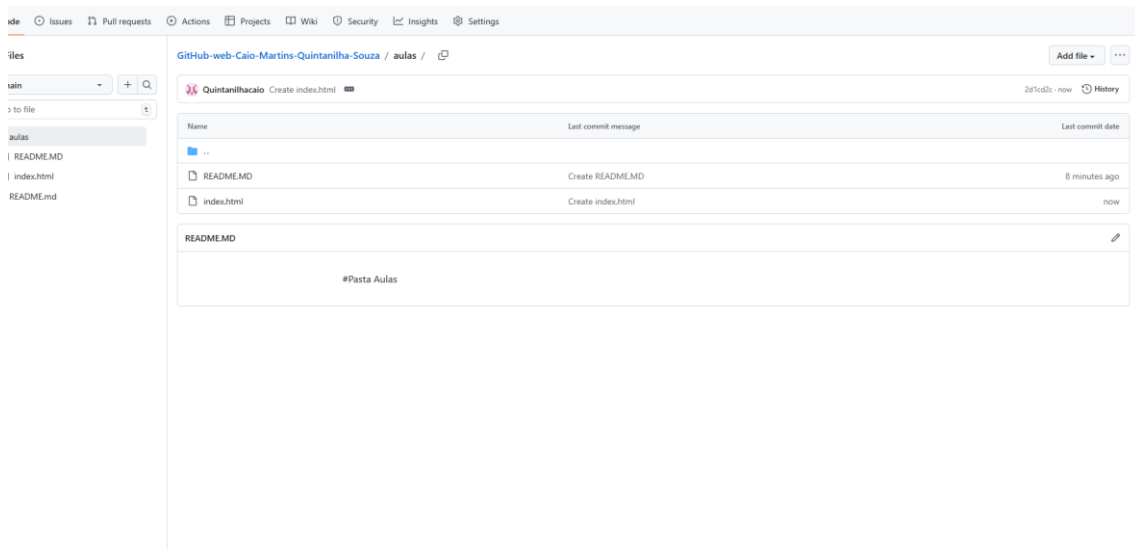 Issues Pull requests Actions Projects Wiki Security Insights Settings
GitHub-web-Caio-Martins-Quintanilha-Souza / aulas /
Add file
Quintanilhacaio Create index.html
2d1cd2c · now History
to file
t
aulas
README.MD
index.html
README.md
Name Last commit message Last commit date
..
README.MD Create README.MD 8 minutes ago
index.html Create index.html now
README.MD
#Pasta Aulas